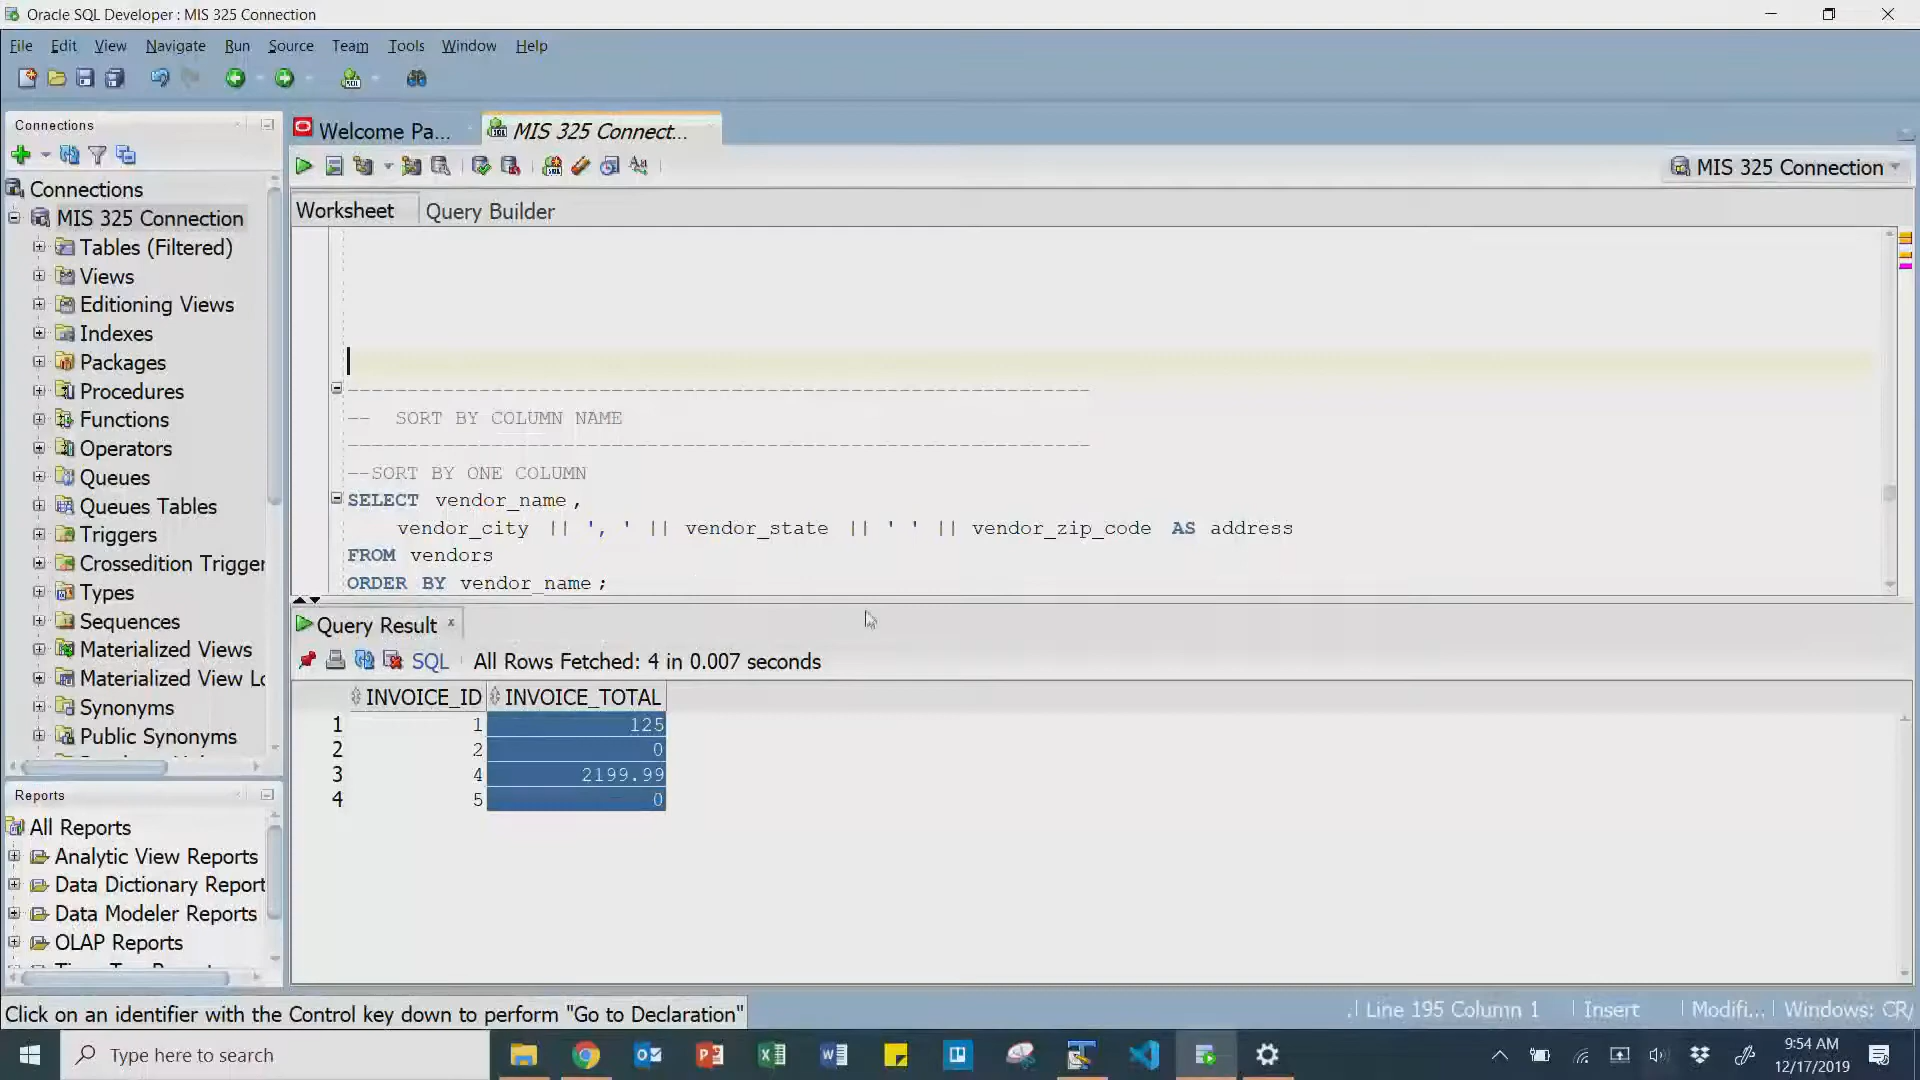 Oracle SQL Developer : MIS 325 Connection
File Edit View Navigate Run Source Team Tools Window Help
Connections
Welcome Pa...
MIS 325 Connect...
MIS 325 Connection
Worksheet Query Builder
Connections
MIS 325 Connection
Tables (Filtered)
Views
Editioning Views
Indexes
Packages
Procedures
Functions
Operators
Queues
Queues Tables
Triggers
Crossedition Trigger
Types
Sequences
Materialized Views
Materialized View Lo
Synonyms
Public Synonyms
--------------------------------------------------------------
-- SORT BY COLUMN NAME
--------------------------------------------------------------
--SORT BY ONE COLUMN
SELECT vendor_name,
vendor_city || ', ' || vendor_state || ' ' || vendor_zip_code AS address
FROM vendors
ORDER BY vendor_name;
Query Result x
SQL All Rows Fetched: 4 in 0.007 seconds
INVOICE_ID INVOICE_TOTAL
1 1 125
2 2 0
3 4 2199.99
4 5 0
Reports
All Reports
Analytic View Reports
Data Dictionary Report
Data Modeler Reports
OLAP Reports
Click on an identifier with the Control key down to perform "Go to Declaration"
Line 195 Column 1 Insert Modifi... Windows: CR/
Type here to search
9:54 AM
12/17/2019